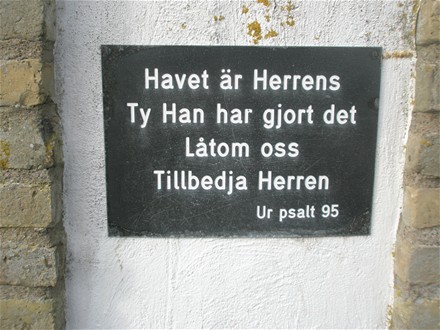 Havet är Herrens
Ty Han har gjort det
Låtom oss
Tillbedja Herren
Ur psalt 95